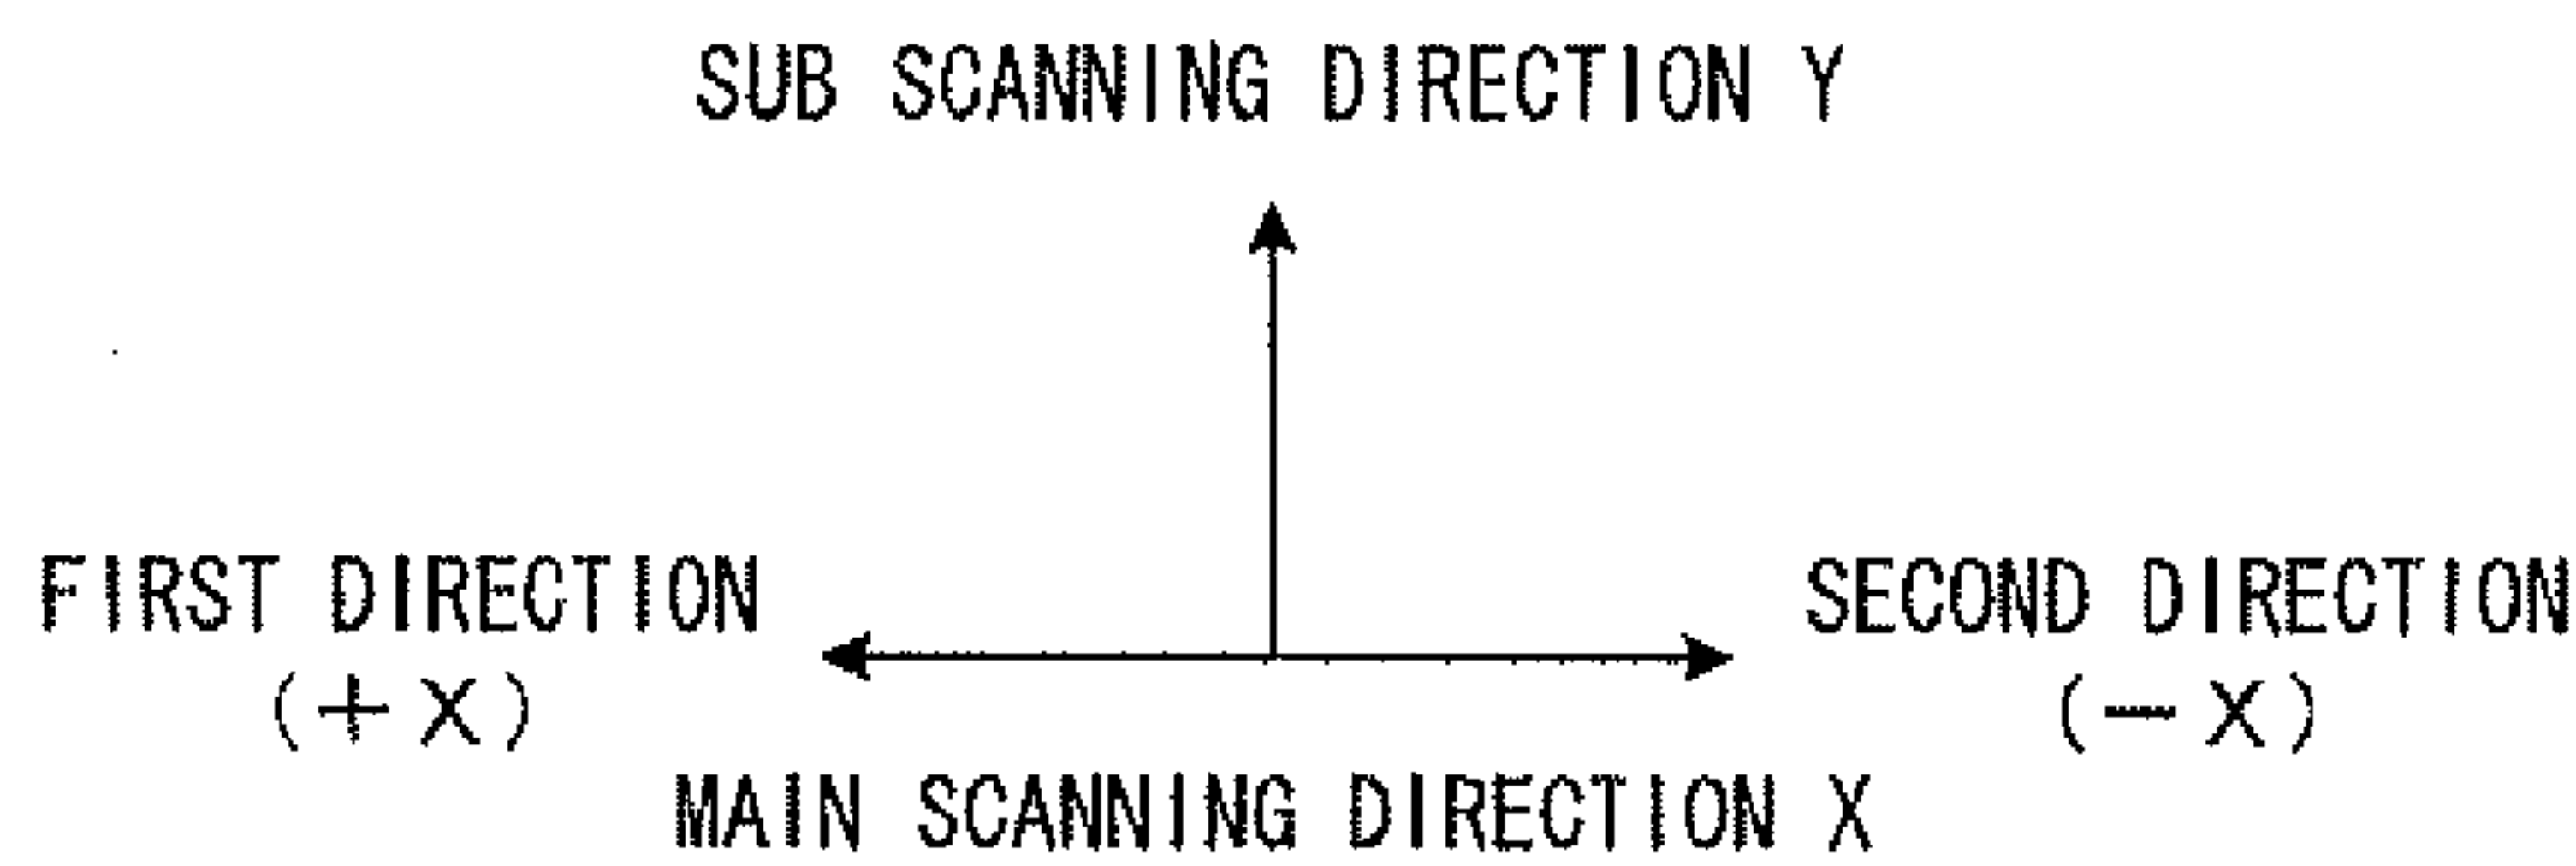 SUB SCANNING DIRECTION Y
FIRST DIRECTION
(+X)
SECOND DIRECTION
(-X)
MAIN SCANNING DIRECTION X